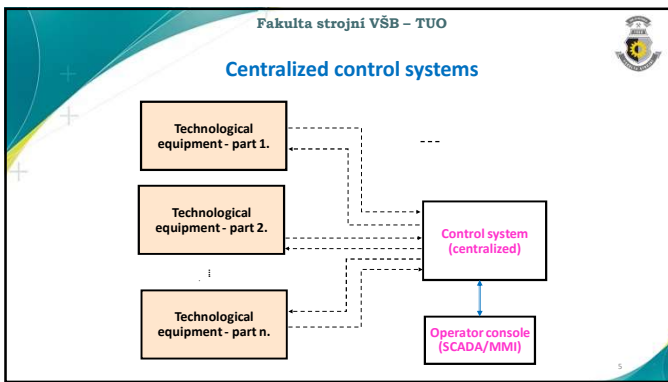 Fakulta strojní VŠB – TUO
Centralized control systems
Technological
equipment - part 1.
Technological
equipment - part 2.
Technological
equipment - part n.
Control system
(centralized)
Operator console
(SCADA/MMI)
5